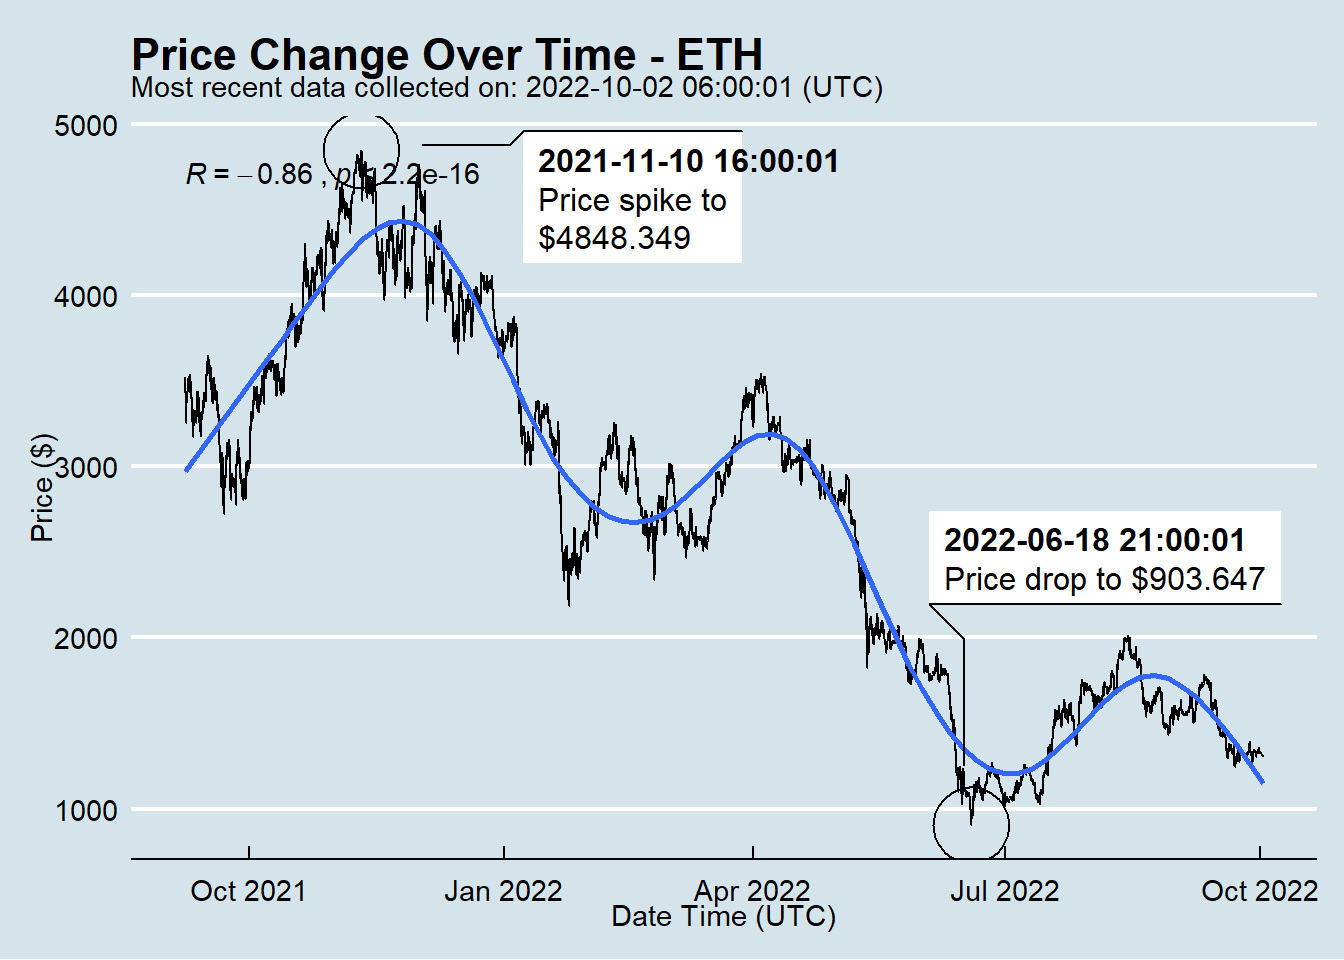 Price Change Over Time - ETH
Most recent data collected on: 2022-10-02 06:00:01 (UTC)
5000
4000
3000
2000
1000
Price ($)
R = −0.86 , p < 2.2e-16
2021-11-10 16:00:01
Price spike to
$4848.349
2022-06-18 21:00:01
Price drop to $903.647
Oct 2021
Jan 2022
Apr 2022
Jul 2022
Oct 2022
Date Time (UTC)